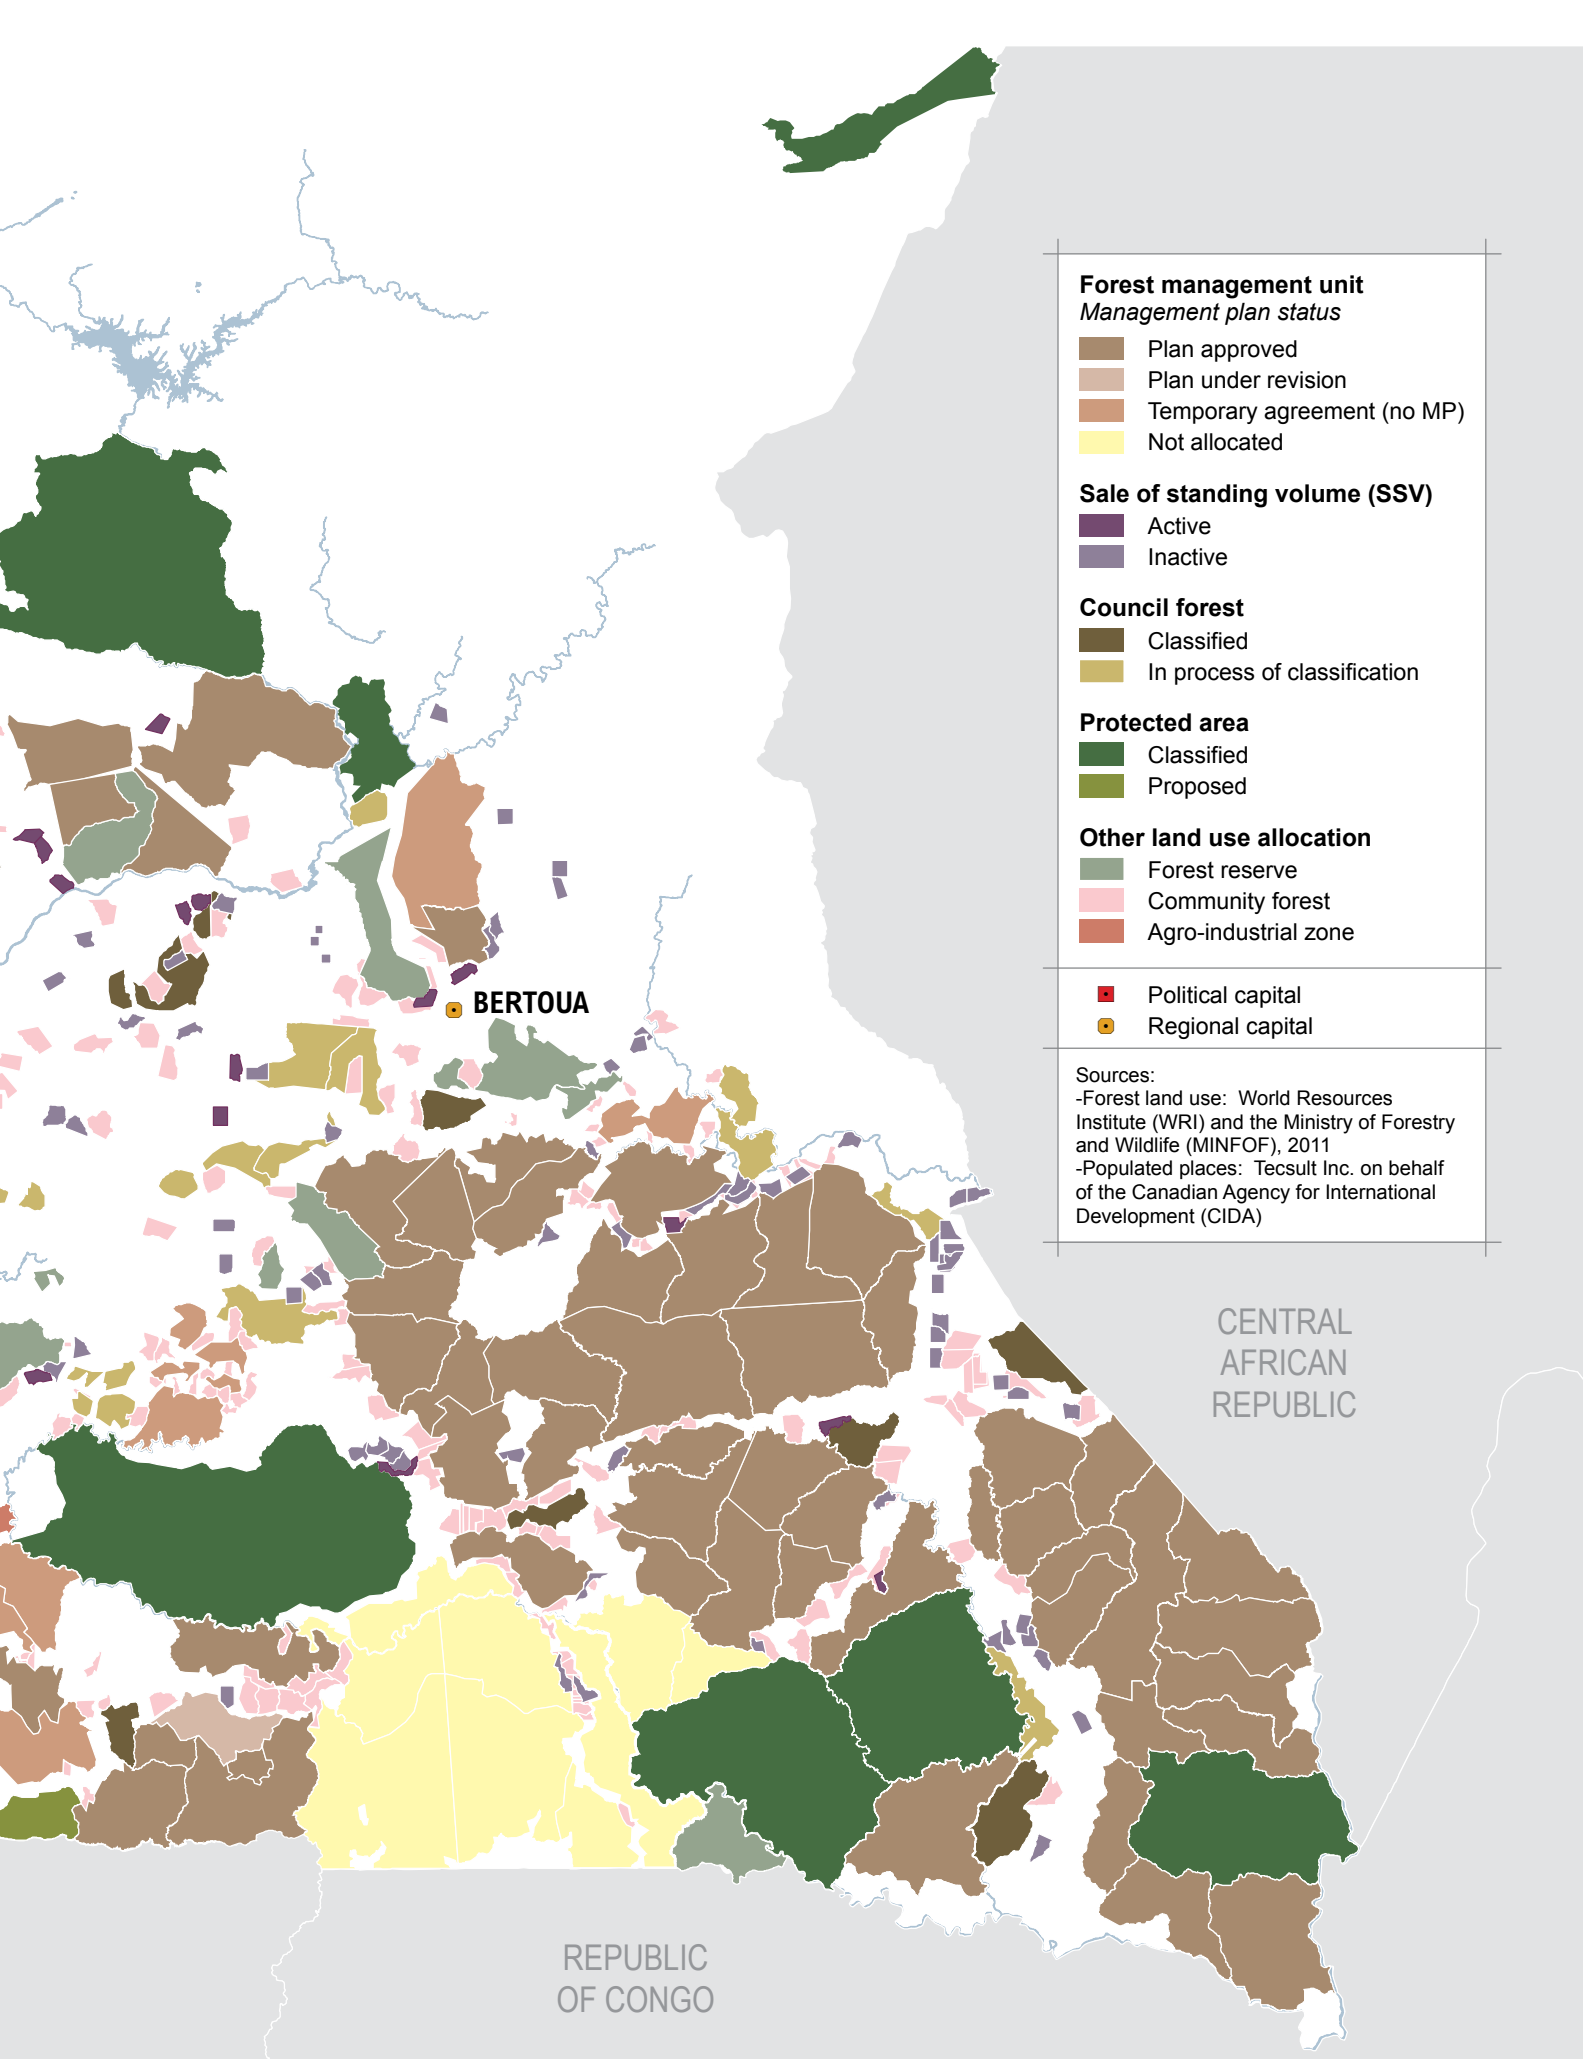 Forest management unit
Management plan status
Plan approved
Plan under revision
Temporary agreement (no MP)
Not allocated
Sale of standing volume (SSV)
Active
Inactive
Council forest
Classified
In process of classification
Protected area
Classified
Proposed
Other land use allocation
Forest reserve
Community forest
Agro-industrial zone
Political capital
Regional capital
Sources:
-Forest land use: World Resources
Institute (WRI) and the Ministry of Forestry
and Wildlife (MINFOF), 2011
-Populated places: Tecsult Inc. on behalf
of the Canadian Agency for International
Development (CIDA)
BERTOUA
CENTRAL
AFRICAN
REPUBLIC
REPUBLIC
OF CONGO